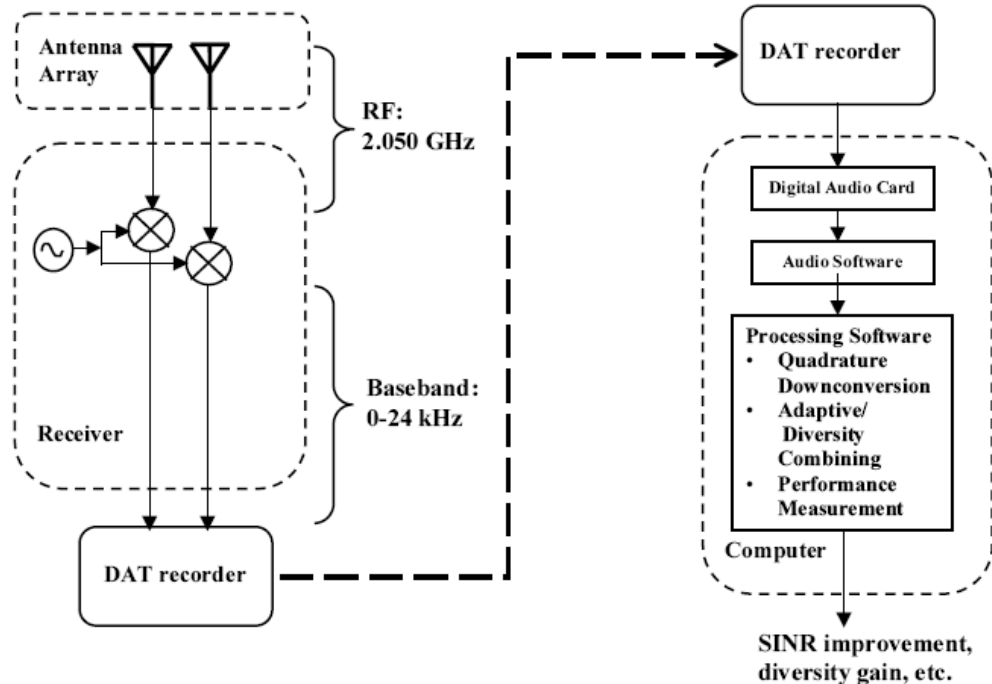 Antenna
Array
RF:
2.050 GHz
Receiver
Baseband:
0-24 kHz
DAT recorder
DAT recorder
Digital Audio Card
Audio Software
Processing Software
• Quadrature
Downconversion
• Adaptive/
Diversity
Combining
• Performance
Measurement
Computer
SINR improvement,
diversity gain, etc.